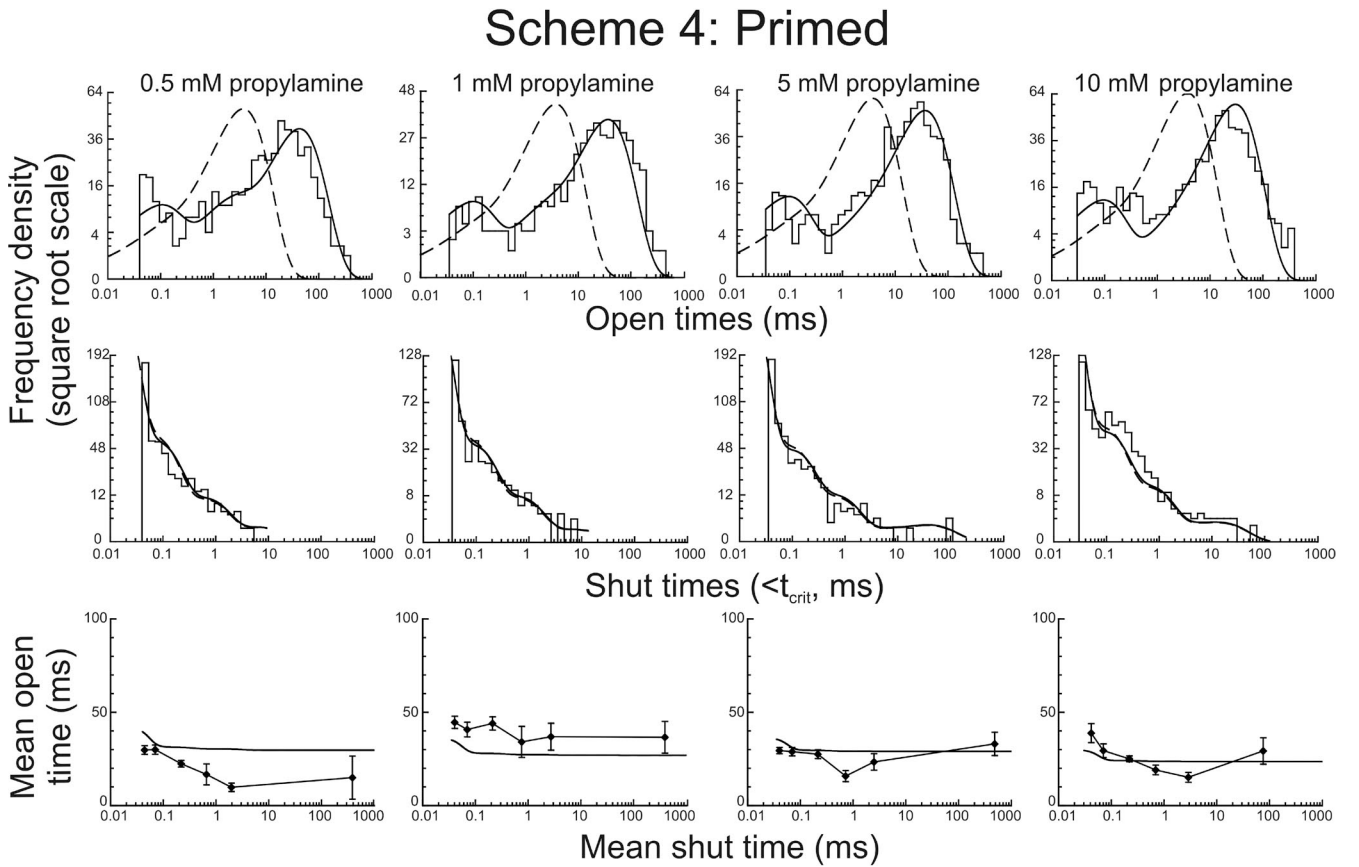 Scheme 4: Primed
0.5 mM propylamine
1 mM propylamine
5 mM propylamine
10 mM propylamine
Frequency density
(square root scale)
64
36
16
4
0
0.01 0.1 1 10 100 1000
48
27
12
3
0
0.01 0.1 1 10 100 1000
64
36
16
4
0
0.01 0.1 1 10 100 1000
64
36
16
4
0
0.01 0.1 1 10 100 1000
Open times (ms)
192
108
48
12
0
0.01 0.1 1 10 100 1000
128
72
32
8
0
0.01 0.1 1 10 100 1000
192
108
48
12
0
0.01 0.1 1 10 100 1000
128
72
32
8
0
0.01 0.1 1 10 100 1000
Shut times (<tcrit, ms)
Mean open
time (ms)
100
50
0
0.01 0.1 1 10 100 1000
100
50
0
0.01 0.1 1 10 100 1000
100
50
0
0.01 0.1 1 10 100 1000
100
50
0
0.01 0.1 1 10 100 1000
Mean shut time (ms)